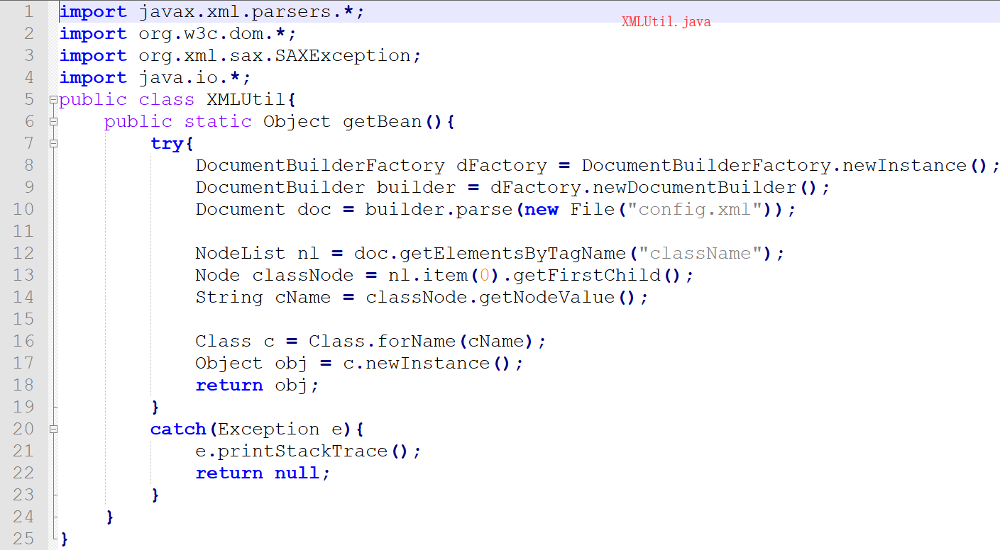 1 import javax.xml.parsers.*;
XMLUtil.java
2 import org.w3c.dom.*;
3 import org.xml.sax.SAXException;
4 import java.io.*;
5 public class XMLUtil{
6     public static Object getBean(){
7         try{
8             DocumentBuilderFactory dFactory = DocumentBuilderFactory.newInstance();
9             DocumentBuilder builder = dFactory.newDocumentBuilder();
10             Document doc = builder.parse(new File("config.xml"));
11
12             NodeList nl = doc.getElementsByTagName("className");
13             Node classNode = nl.item(0).getFirstChild();
14             String cName = classNode.getNodeValue();
15
16             Class c = Class.forName(cName);
17             Object obj = c.newInstance();
18             return obj;
19         }
20         catch(Exception e){
21             e.printStackTrace();
22             return null;
23         }
24     }
25 }